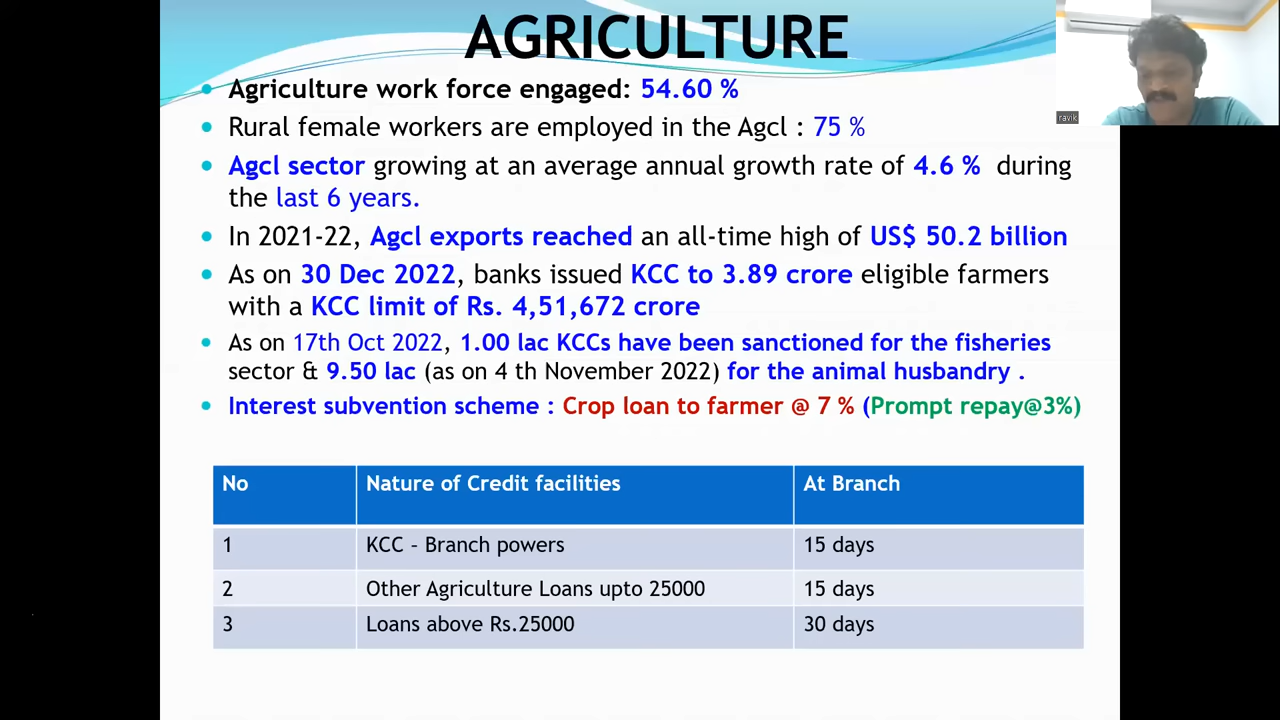 AGRICULTURE
Agriculture work force engaged: 54.60 %
Rural female workers are employed in the Agcl : 75 %
Agcl sector growing at an average annual growth rate of 4.6 % during
the last 6 years.
In 2021-22, Agcl exports reached an all-time high of US$ 50.2 billion
As on 30 Dec 2022, banks issued KCC to 3.89 crore eligible farmers
with a KCC limit of Rs. 4,51,672 crore
As on 17th Oct 2022, 1.00 lac KCCs have been sanctioned for the fisheries
sector & 9.50 lac (as on 4 th November 2022) for the animal husbandry .
Interest subvention scheme : Crop loan to farmer @ 7 % (Prompt repay@3%)
No Nature of Credit facilities At Branch
1 KCC – Branch powers 15 days
2 Other Agriculture Loans upto 25000 15 days
3 Loans above Rs.25000 30 days
ravik